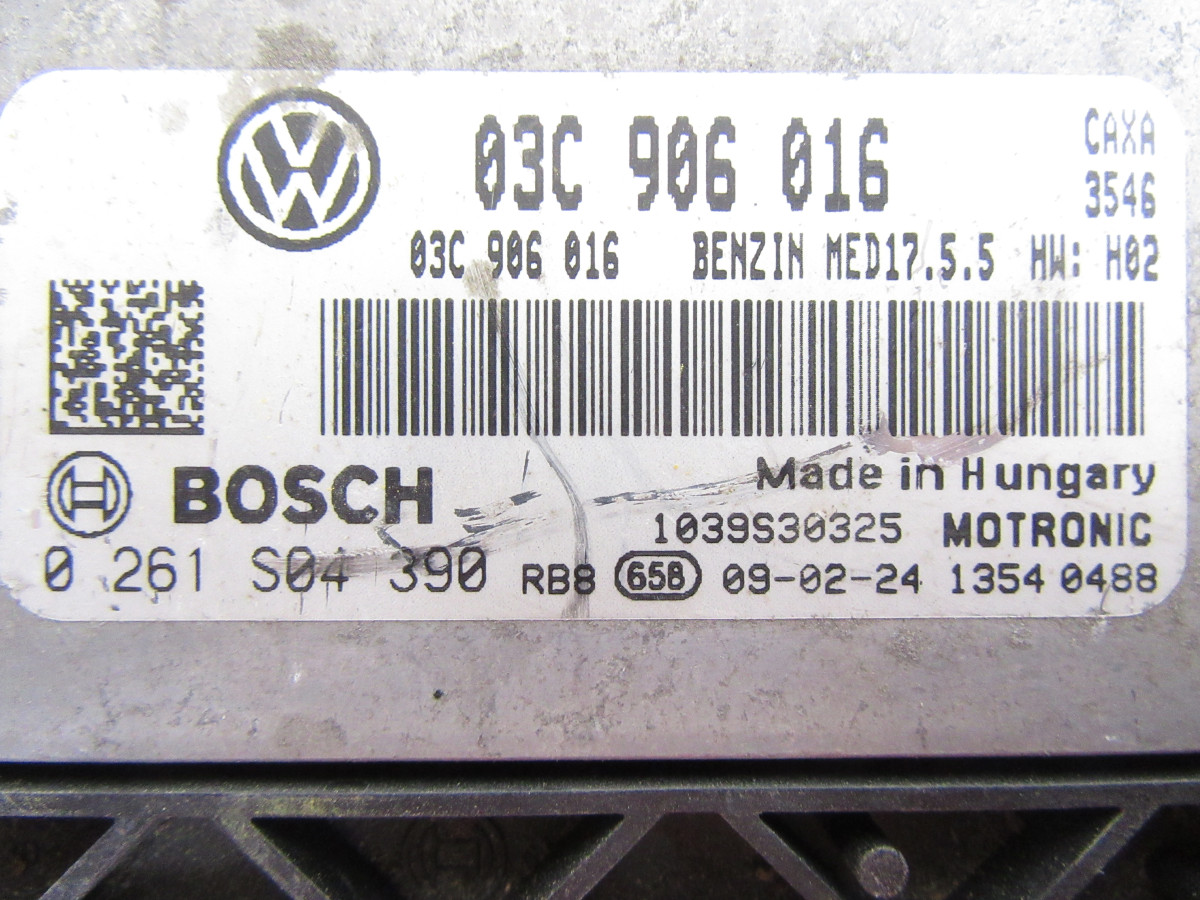 03C 906 016
CAXA
3546
03C 906 016 BENZIN MED17.5.5 HW: H02
BOSCH
Made in Hungary
1039S30325 MOTRONIC
0 261 S04 390 RB8 65B 09-02-24 1354 0488